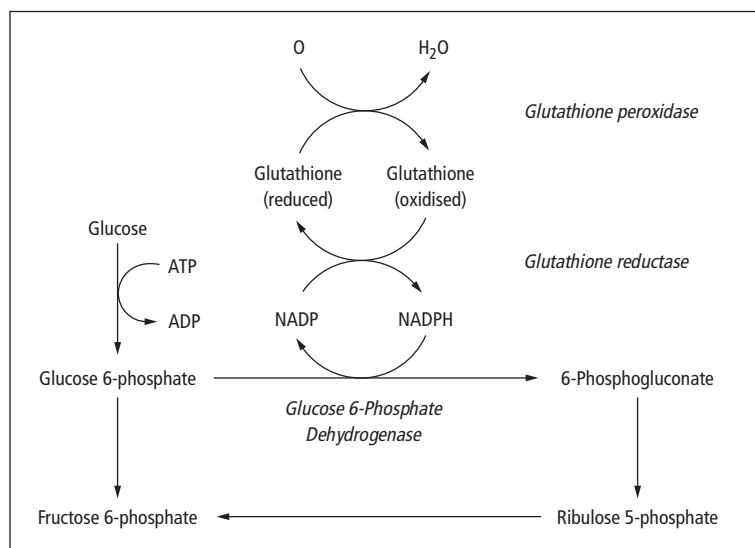 O H₂O
Glutathione peroxidase
Glutathione Glutathione
(reduced) (oxidised)
Glucose
Glutathione reductase
ATP
ADP NADP NADPH
Glucose 6-phosphate 6-Phosphogluconate
Glucose 6-Phosphate
Dehydrogenase
Fructose 6-phosphate Ribulose 5-phosphate